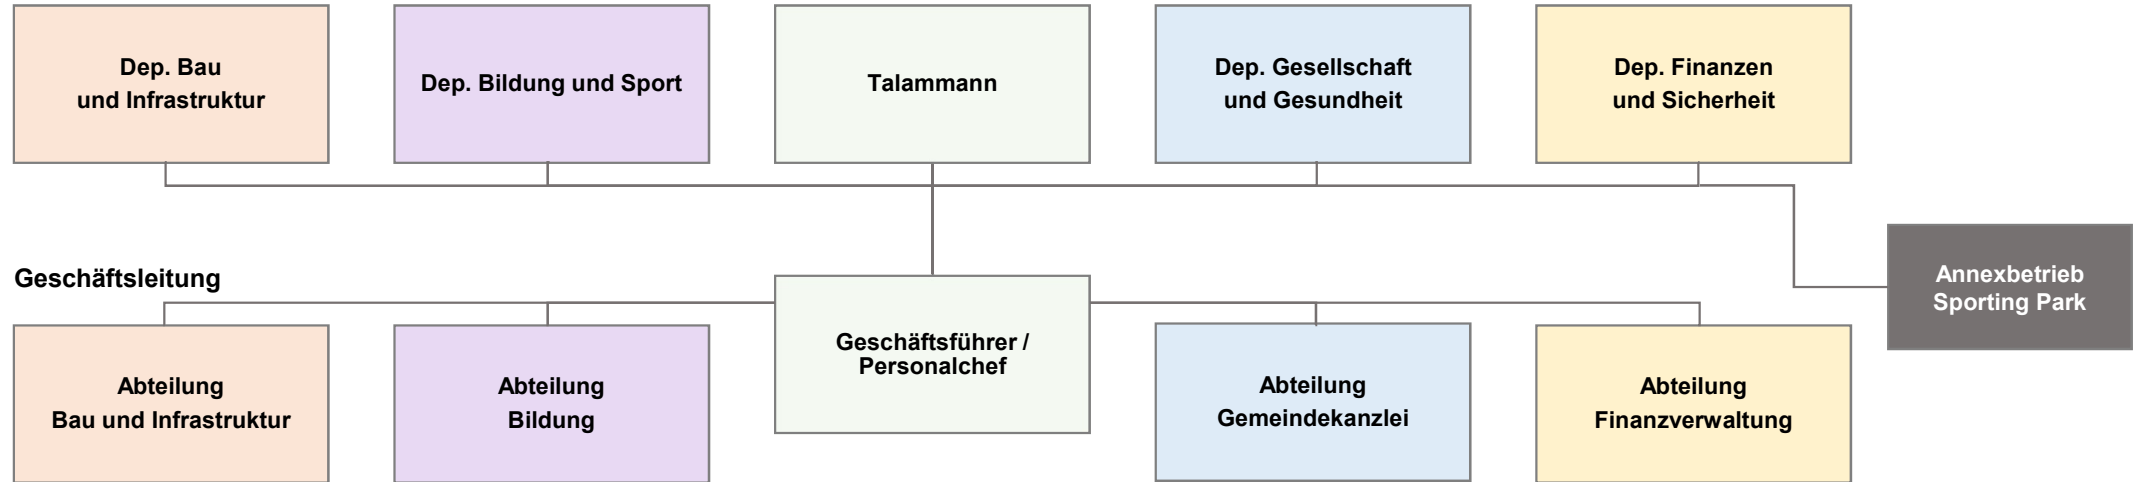 Dep. Bau
und Infrastruktur
Dep. Bildung und Sport
Talammann
Dep. Gesellschaft
und Gesundheit
Dep. Finanzen
und Sicherheit
Annexbetrieb
Sporting Park
Geschäftsleitung
Geschäftsführer /
Personalchef
Abteilung
Bau und Infrastruktur
Abteilung
Bildung
Abteilung
Gemeindekanzlei
Abteilung
Finanzverwaltung